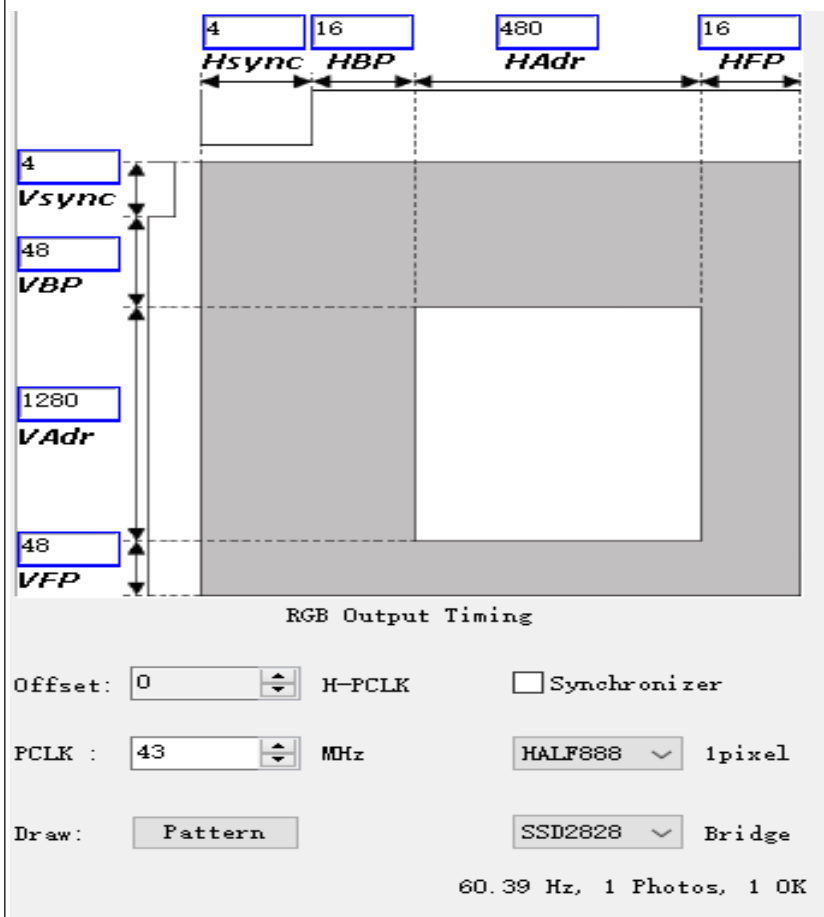 4 16 480 16
Hsync HBP HAdr HFP
4
Vsync
48
VBP
1280
VAdr
48
VFP
RGB Output Timing
Offset: 0 H-PCLK Synchronizer
PCLK : 43 MHz HALF888 1pixel
Draw: Pattern SSD2828 Bridge
60.39 Hz, 1 Photos, 1 OK